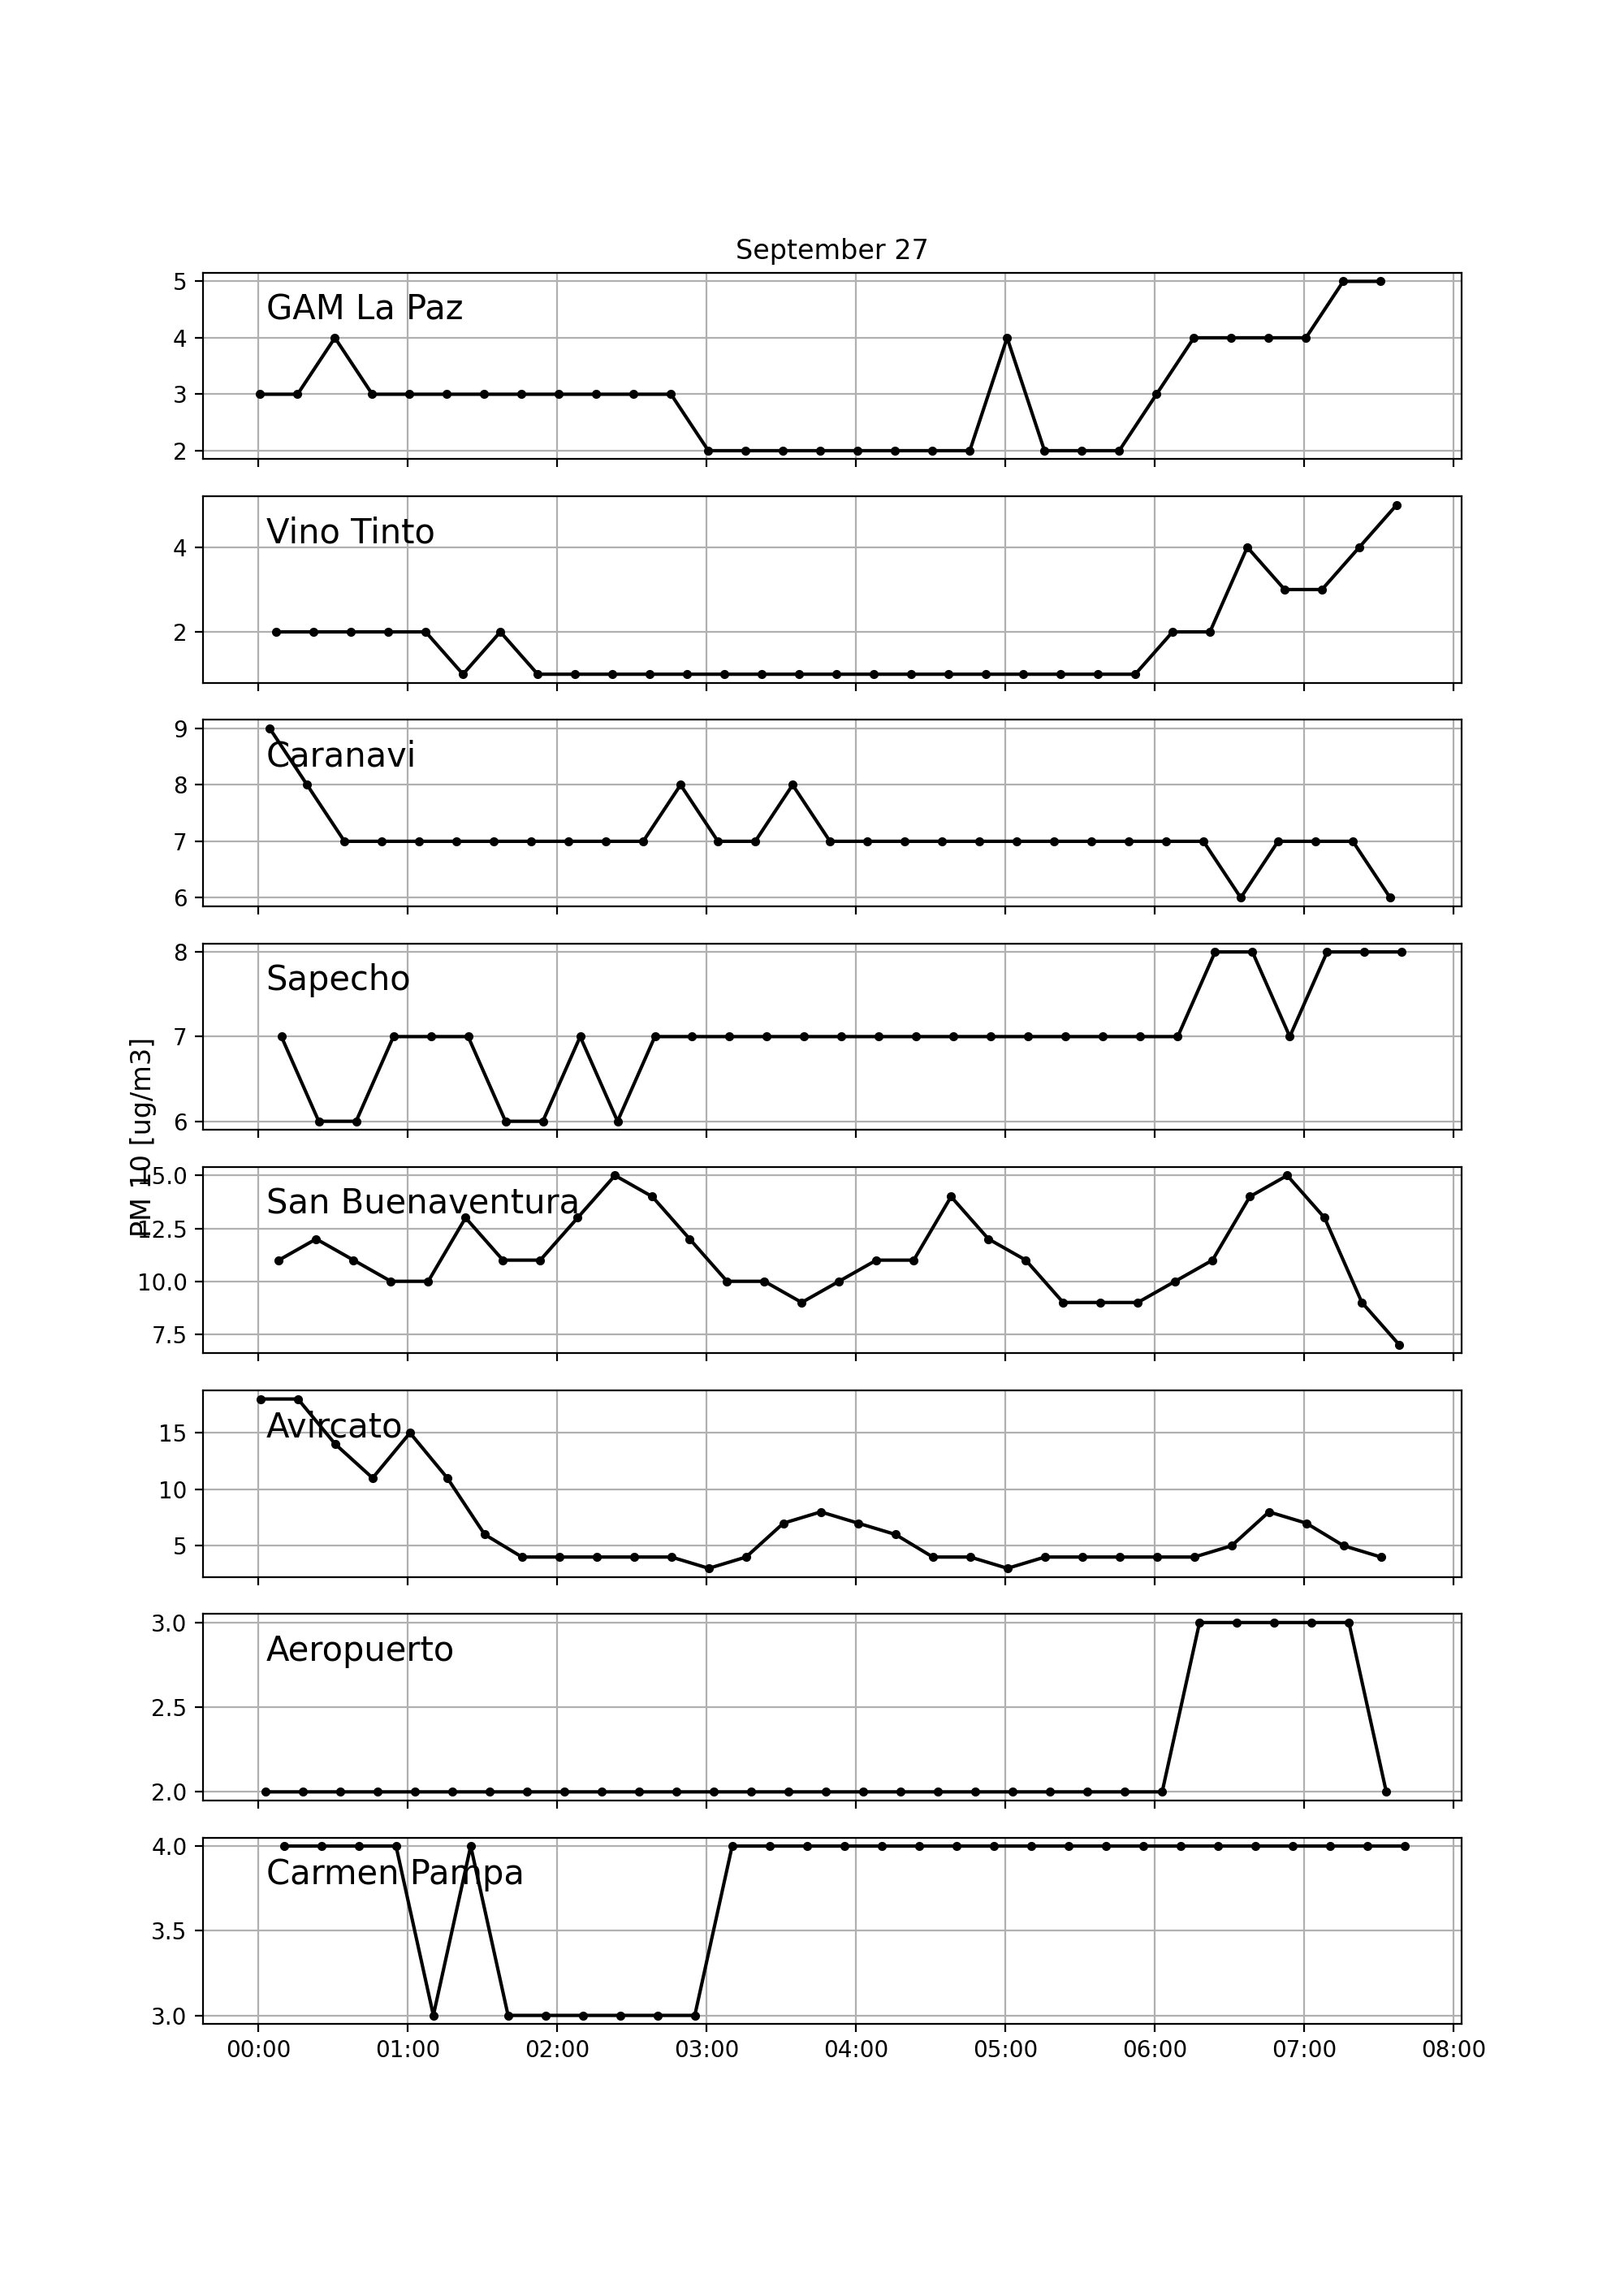 September 27
5
GAM La Paz
4
3
2
Vino Tinto
4
2
9
Caranavi
8
7
6
8
Sapecho
7
6
PM 10 [ug/m3]
15.0
San Buenaventura
12.5
10.0
7.5
Avircato
15
10
5
3.0
Aeropuerto
2.5
2.0
4.0
Carmen Pampa
3.5
3.0
00:00 01:00 02:00 03:00 04:00 05:00 06:00 07:00 08:00